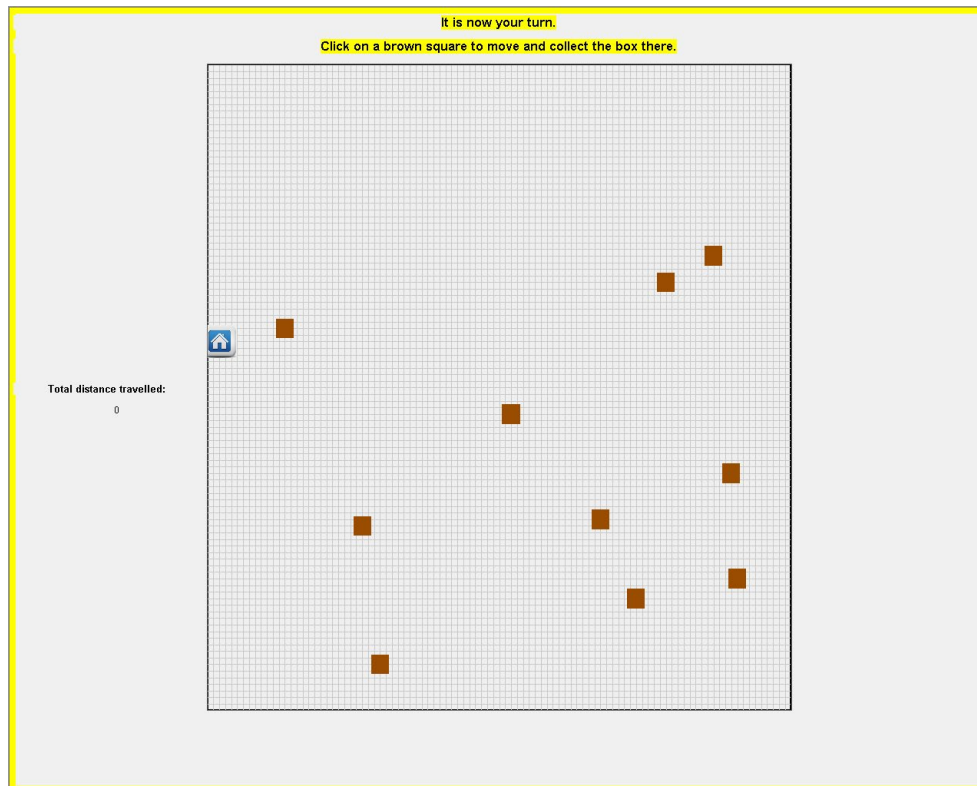 It is now your turn.
Click on a brown square to move and collect the box there.
Total distance travelled:
0